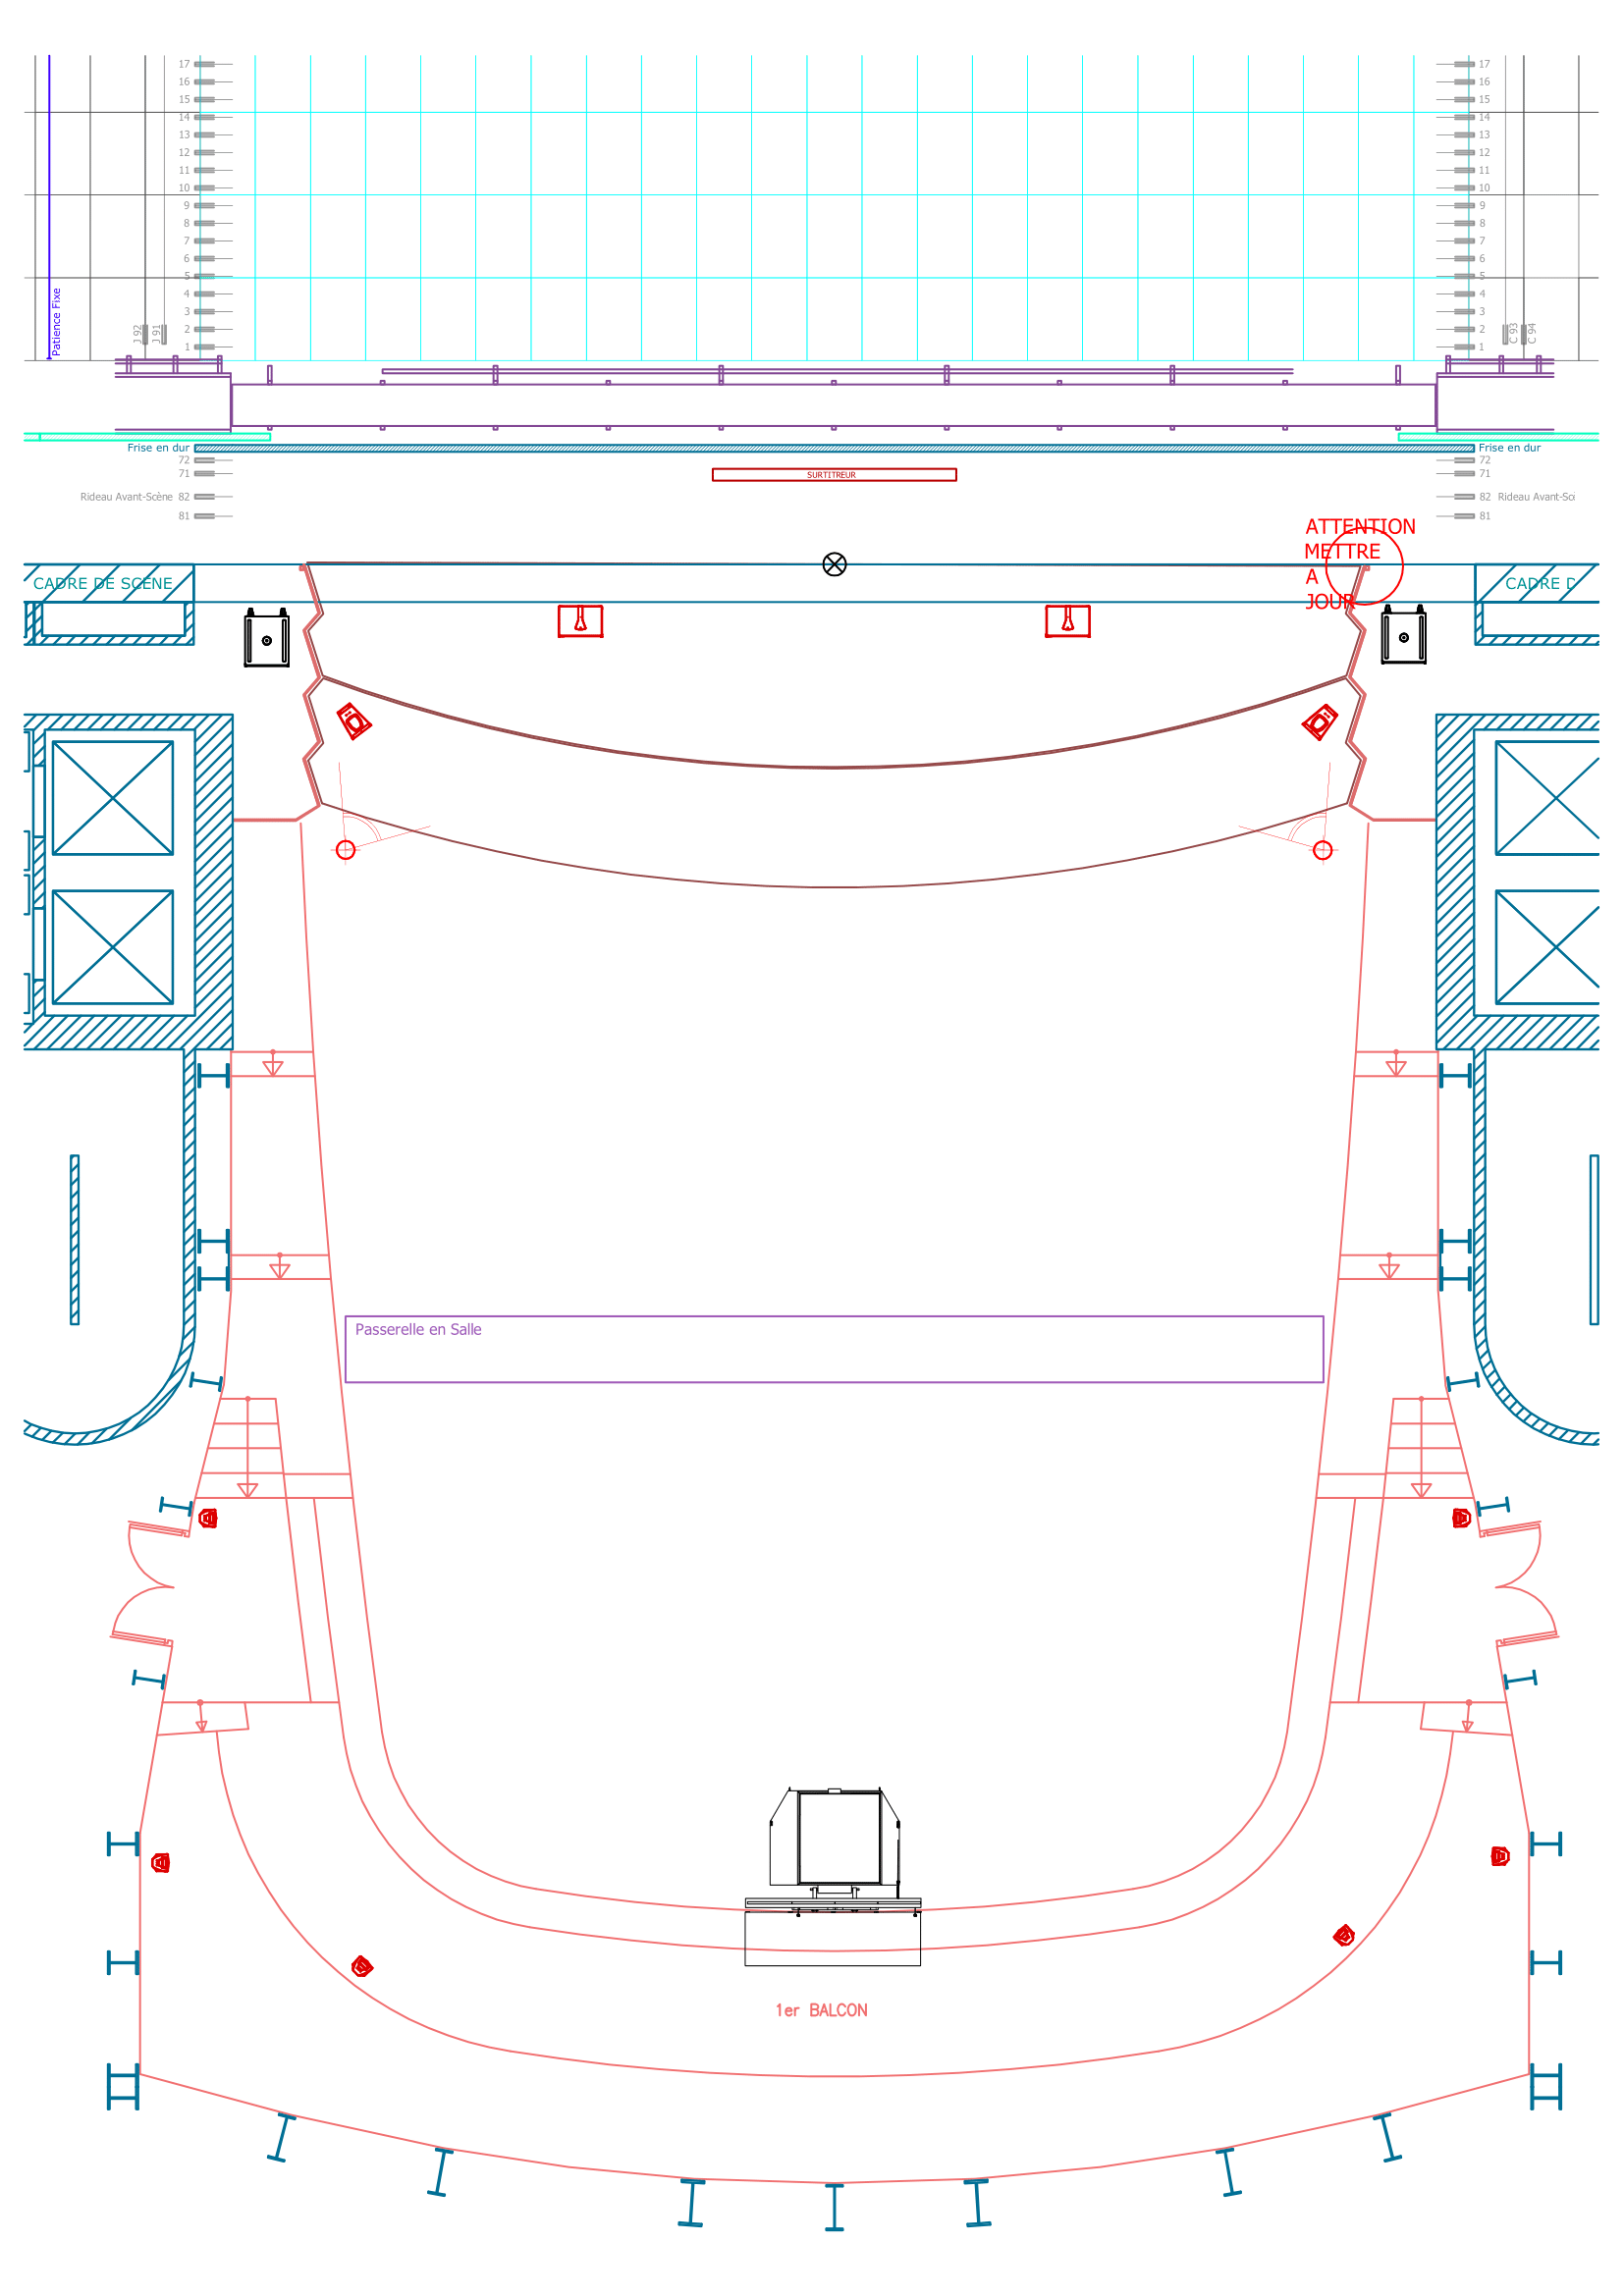 17 17
16 16
15 15
14 14
13 13
12 12
11 11
10 10
9 9
8 8
7 7
6 6
5 5
4 4
3 3
2 2
1 1
Patience Fixe
J 92
J 91
C 93
C 94
Frise en dur Frise en dur
72 72
71 71
SURTITREUR
Rideau Avant-Scène 82 82 Rideau Avant-Sc
81 81
ATTENTION
METTRE
A
JOUR
CADRE DE SCENE CADRE D
Passerelle en Salle
1er BALCON